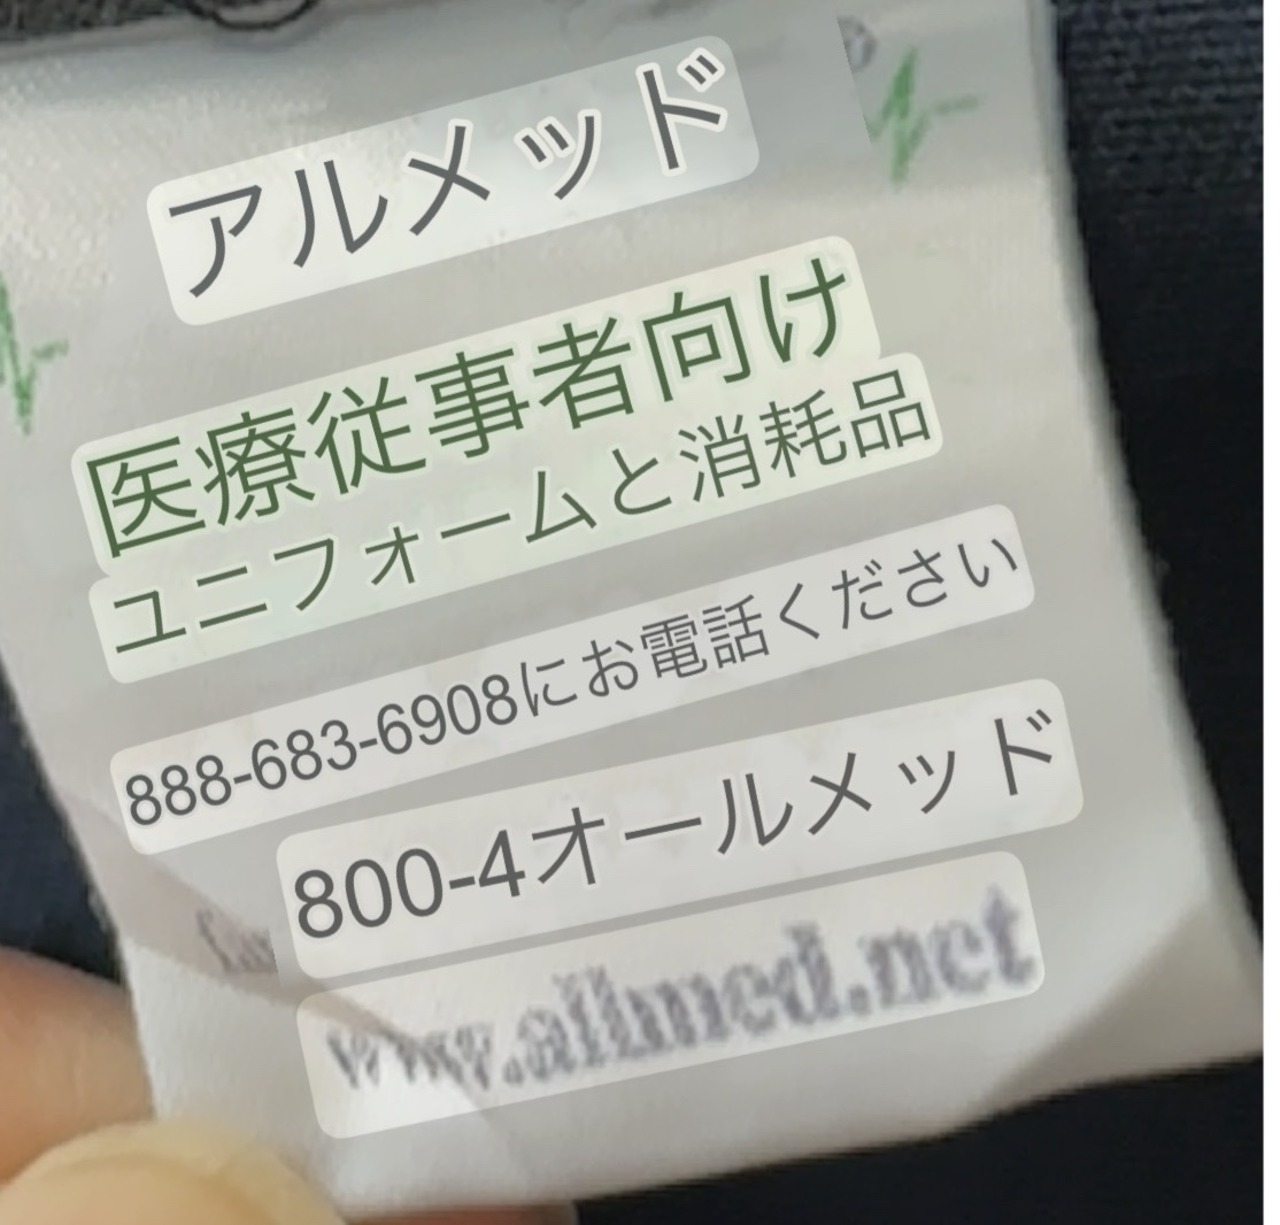 アルメッド
医療従事者向け
ユニフォームと消耗品
888-683-6908にお電話ください
800-4オールメッド
www.allmed.net